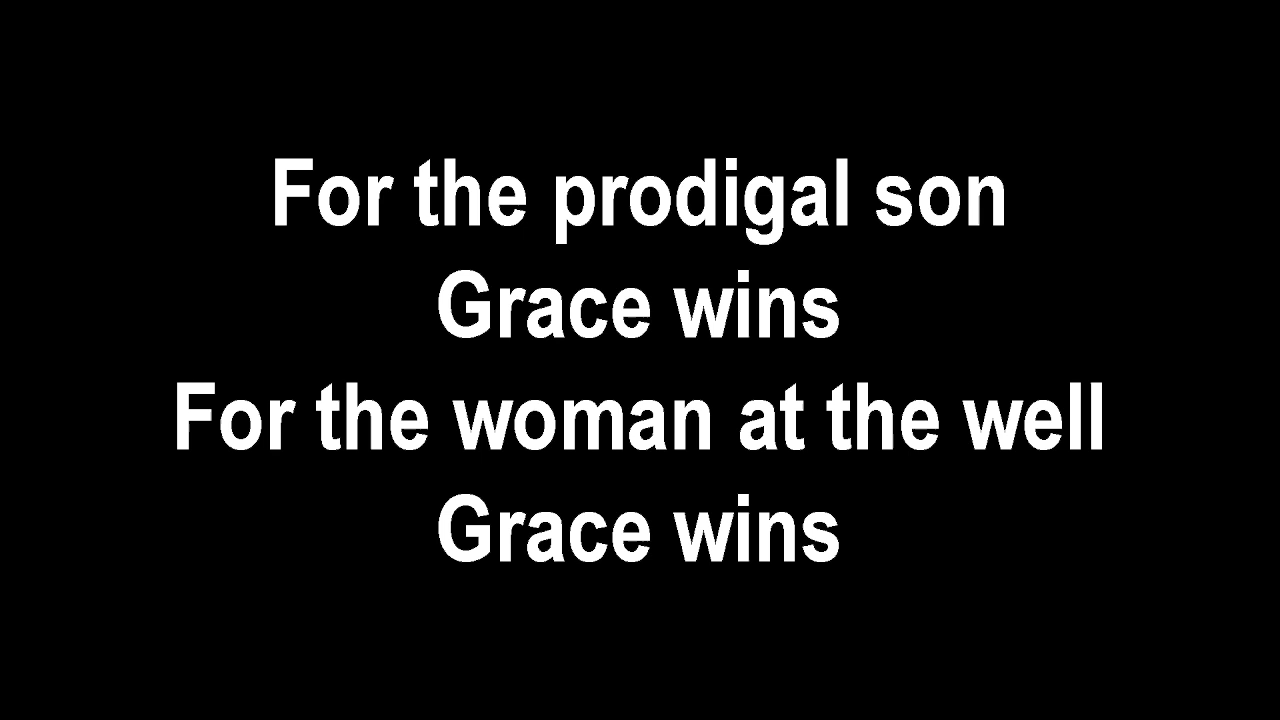 For the prodigal son
Grace wins
For the woman at the well
Grace wins